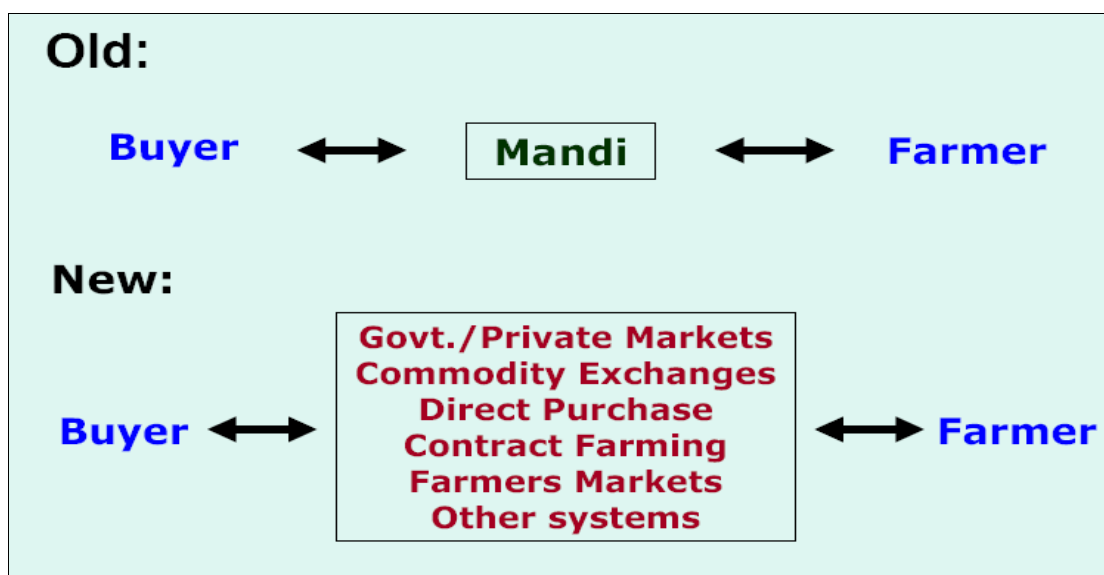 Old:
Buyer Mandi Farmer
New:
Govt./Private Markets
Commodity Exchanges
Direct Purchase
Buyer Contract Farming Farmer
Farmers Markets
Other systems